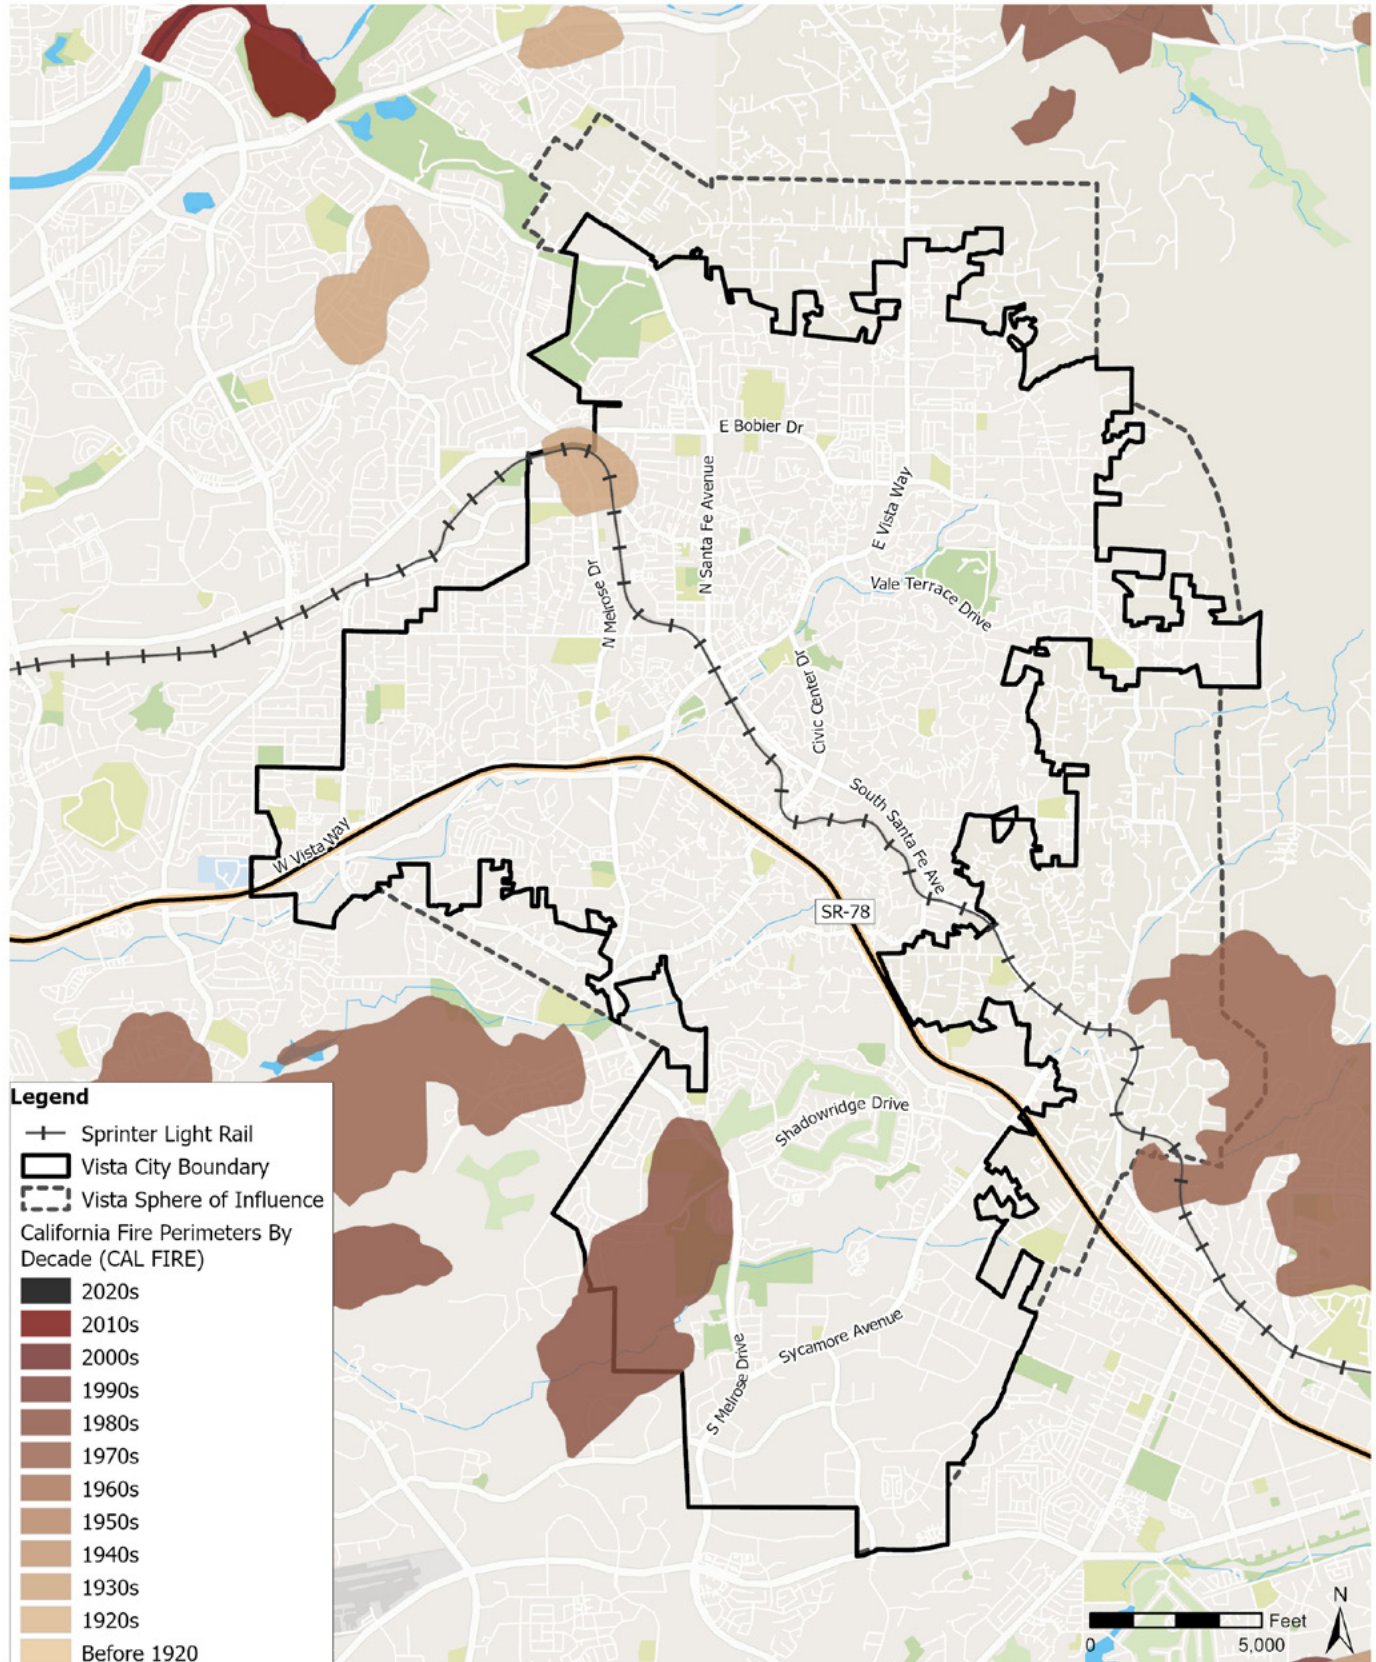 E Bobier Dr
N Santa Fe Avenue
E Vista Way
Vale Terrace Drive
N Melrose Dr
Civic Center Dr
South Santa Fe Ave
W Vista Way
SR-78
Shadowridge Drive
Sycamore Avenue
S Melrose Drive
Legend
Sprinter Light Rail
Vista City Boundary
Vista Sphere of Influence
California Fire Perimeters By
Decade (CAL FIRE)
2020s
2010s
2000s
1990s
1980s
1970s
1960s
1950s
1940s
1930s
1920s
Before 1920
N
Feet
0
5,000